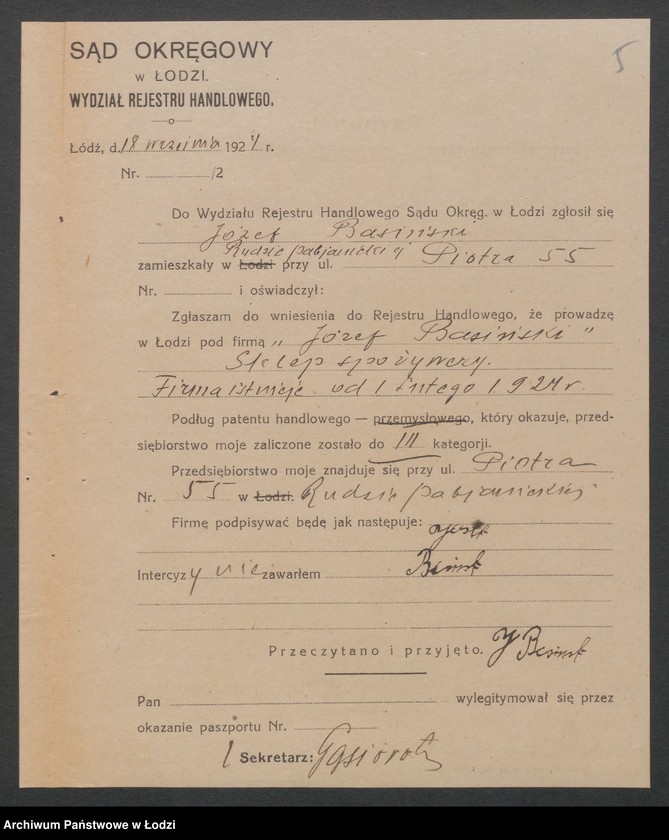 5
SĄD OKRĘGOWY
w ŁODZI.
WYDZIAŁ REJESTRU HANDLOWEGO.
Łódź, d. 18 września 1924 r.
Nr. /2
Do Wydziału Rejestru Handlowego Sądu Okręg. w Łodzi zgłosił się
Józef Basiński
Rudzie pabjanickiej
zamieszkały w Łodzi przy ul. Piotra 55
Nr. i oświadczył:
Zgłaszam do wniesienia do Rejestru Handlowego, że prowadzę
w Łodzi pod firmą „Józef Basiński"
Sklep spożywczy.
Firma istnieje od 1 lutego 1924 r.
Podług patentu handlowego — przemysłowego, który okazuje, przed-
siębiorstwo moje zaliczone zostało do III kategorji.
Przedsiębiorstwo moje znajduje się przy ul. Piotra
Nr. 55 w Łodzi. Rudzie pabjanickiej
Firmę podpisywać będę jak następuje:
Intercyzy nie zawarłem
Przeczytano i przyjęto.
Pan wylegitymował się przez
okazanie paszportu Nr.
Sekretarz:
Archiwum Państwowe w Łodzi